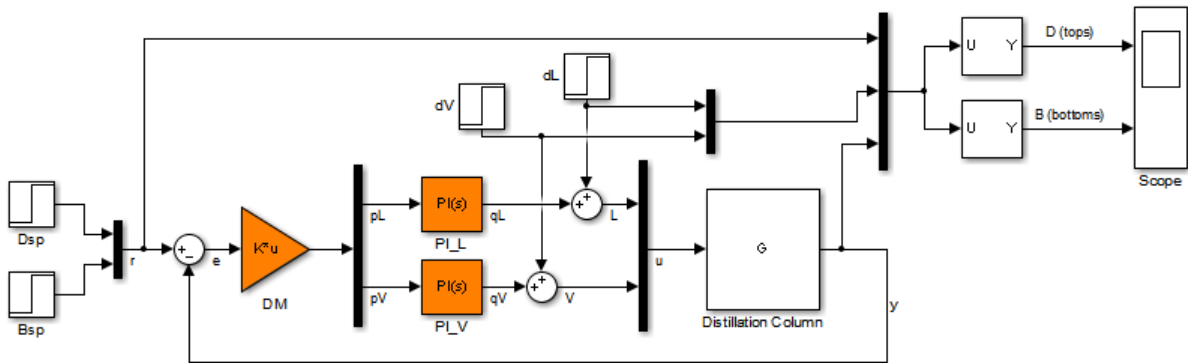 dL
dV
U Y
D (tops)
U Y
B (bottoms)
Scope
Dsp
Bsp
r
+
−
e
K*u
DM
pL
pV
PI(s)
PI_L
PI(s)
PI_V
qL
qV
+
+
+
+
L
V
u
G
Distillation Column
y